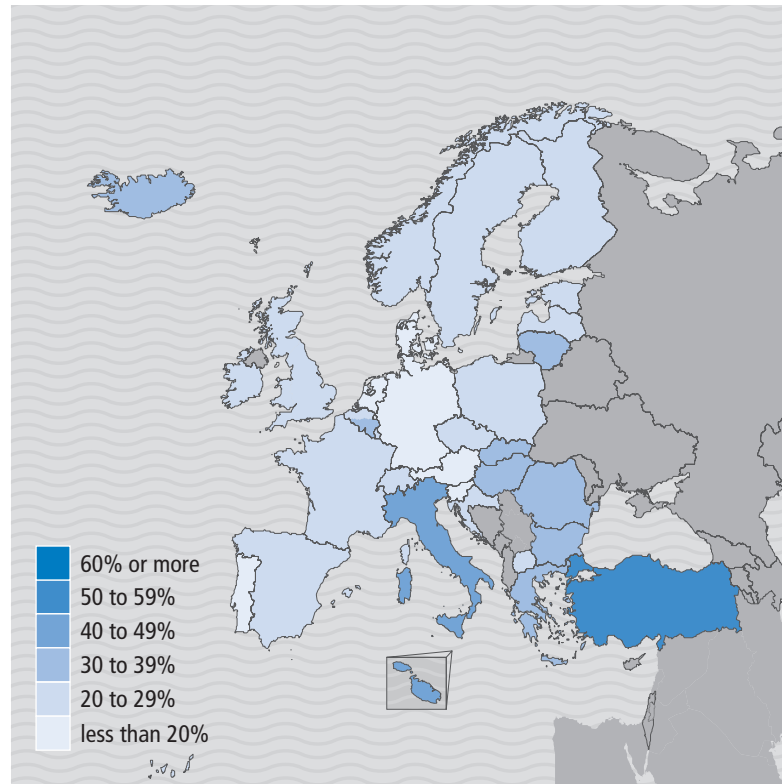 60% or more
50 to 59%
40 to 49%
30 to 39%
20 to 29%
less than 20%